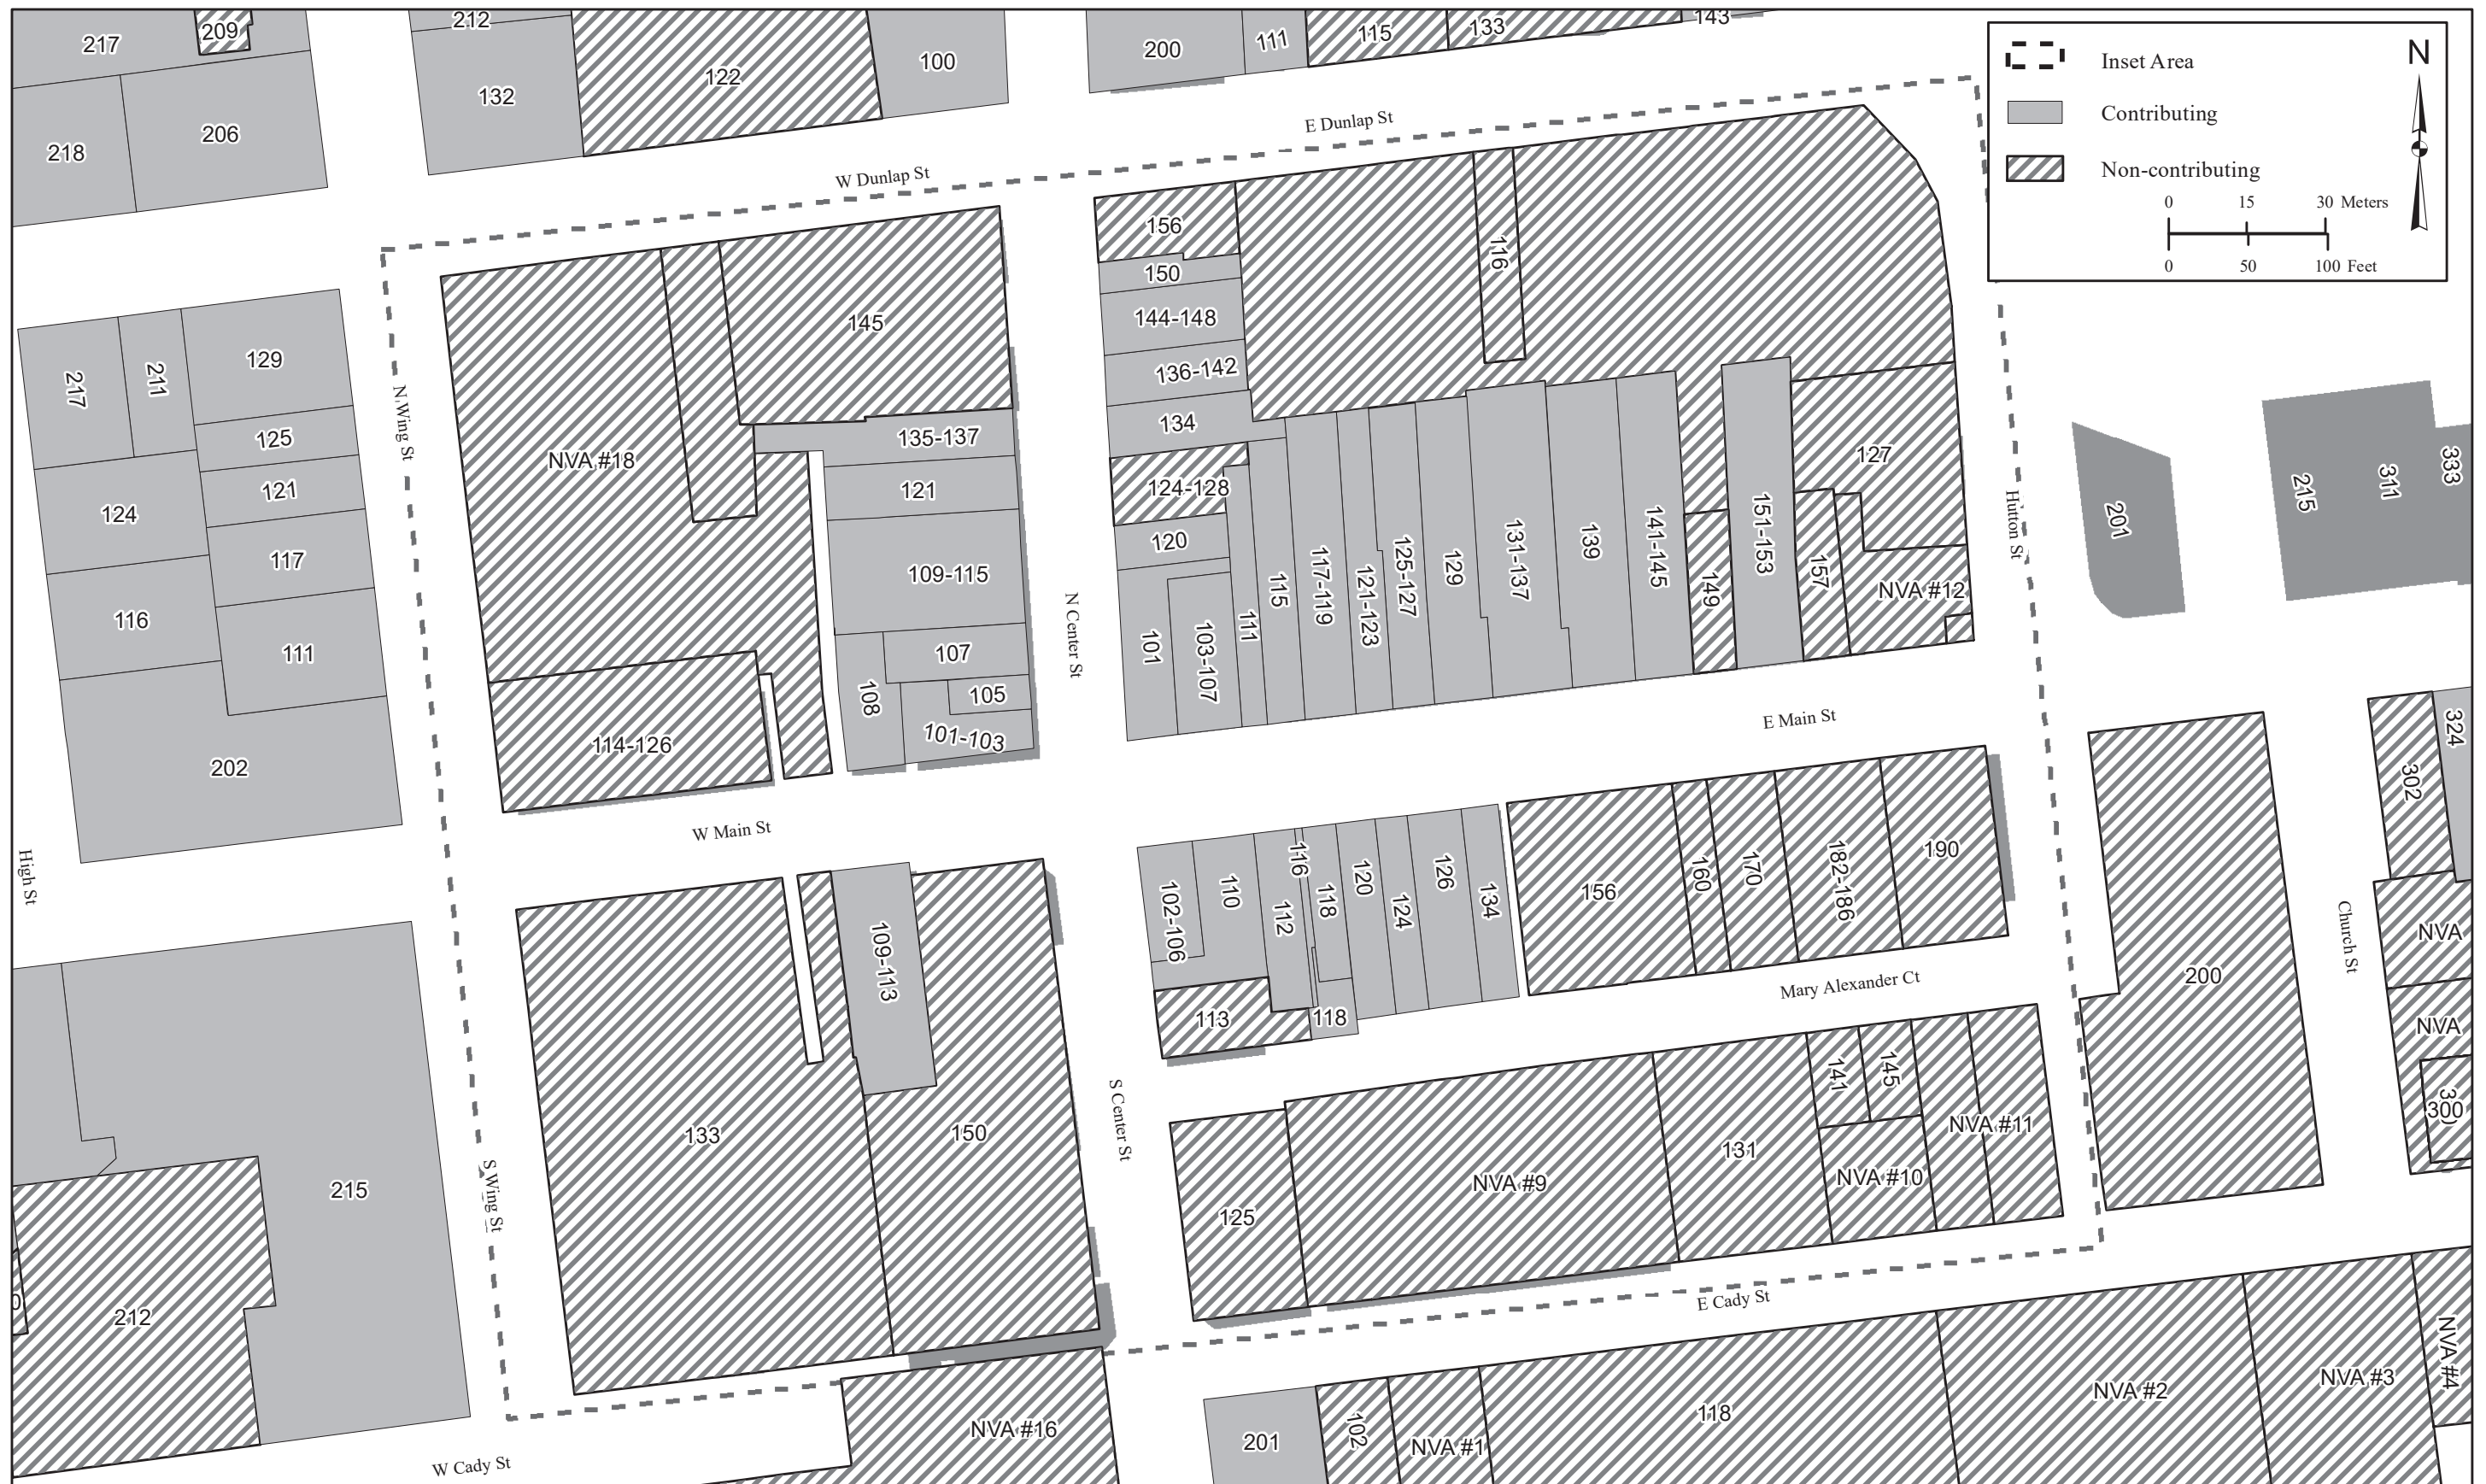 217
209
212
132
122
100
200
111
115
133
143
218
206
Inset Area
Contributing
Non-contributing
N
0 15 30 Meters
0 50 100 Feet
E Dunlap St
W Dunlap St
217
211
129
125
121
117
111
124
116
202
N Wing St
NVA #18
145
135-137
121
109-115
107
108
105
101-103
114-126
N Center St
156
150
144-148
136-142
134
124-128
120
101
103-107
111
115
117-119
121-123
125-127
129
131-137
139
141-145
149
151-153
157
116
127
NVA #12
Hutton St
201
215
311
333
E Main St
W Main St
High St
102-106
110
112
116
118
120
124
126
134
113
118
156
160
170
182-186
190
Mary Alexander Ct
200
Church St
302
324
NVA
NVA
300
215
212
S Wing St
133
109-113
150
S Center St
125
NVA #9
131
141
145
NVA #10
NVA #11
E Cady St
W Cady St
NVA #16
201
102
NVA #1
118
NVA #2
NVA #3
NVA #4